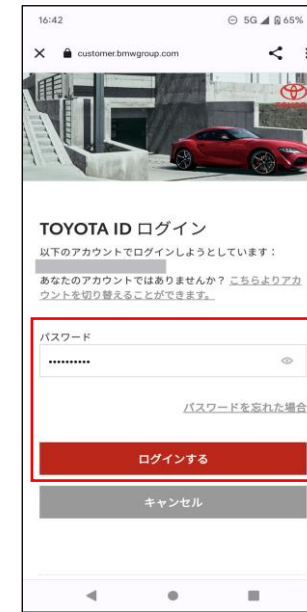 16:42
5G 65%
customer.bmwgroup.com
TOYOTA ID ログイン
以下のアカウントでログインしようとしています：
あなたのアカウントではありませんか？ こちらよりアカ
ウントを切り替えることができます。
パスワード
••••••••••
パスワードを忘れた場合
ログインする
キャンセル